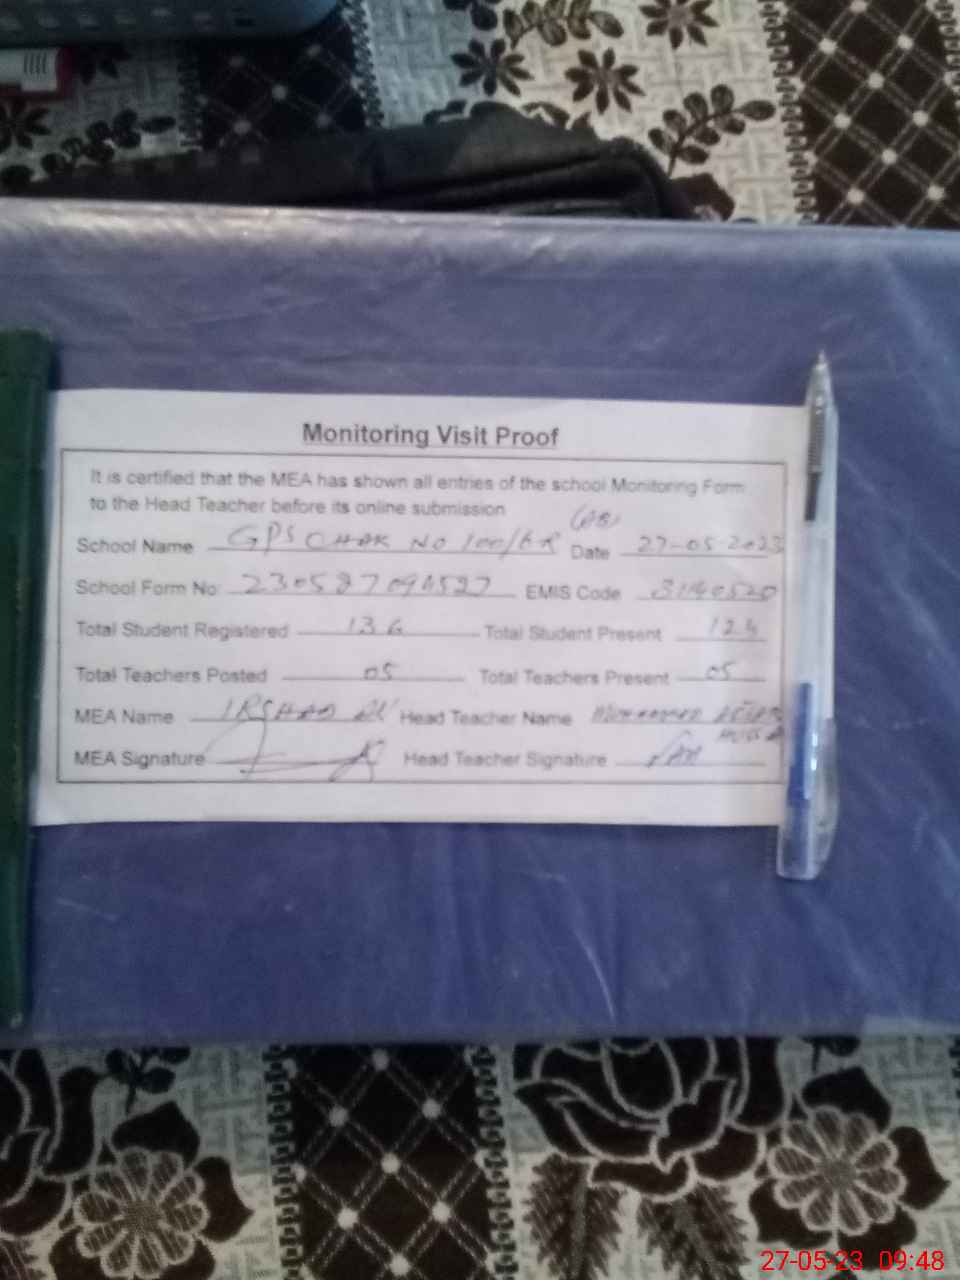 Monitoring Visit Proof
It is certified that the MEA has shown all entries of the school Monitoring Form
to the Head Teacher before its online submission
School Name GPS CHAK NO 100/6R Date 27-05-2023
School Form No: EMIS Code 31140520
Total Student Registered 136 Total Student Present
Total Teachers Posted 05 Total Teachers Present 05
MEA Name IRSHAD Ali Head Teacher Name Muhammad
MEA Signature Head Teacher Signature
27-05-23 09:48